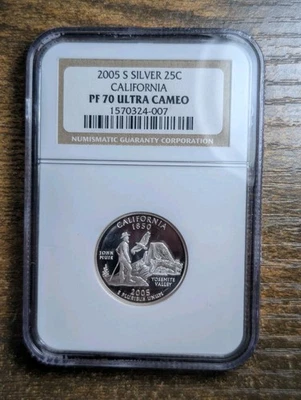 2005 S SILVER 25C
CALIFORNIA
PF 70 ULTRA CAMEO
1570324-007
NUMISMATIC GUARANTY CORPORATION
CALIFORNIA
1850
JOHN
MUIR
YOSEMITE
VALLEY
2005
E PLURIBUS UNUM